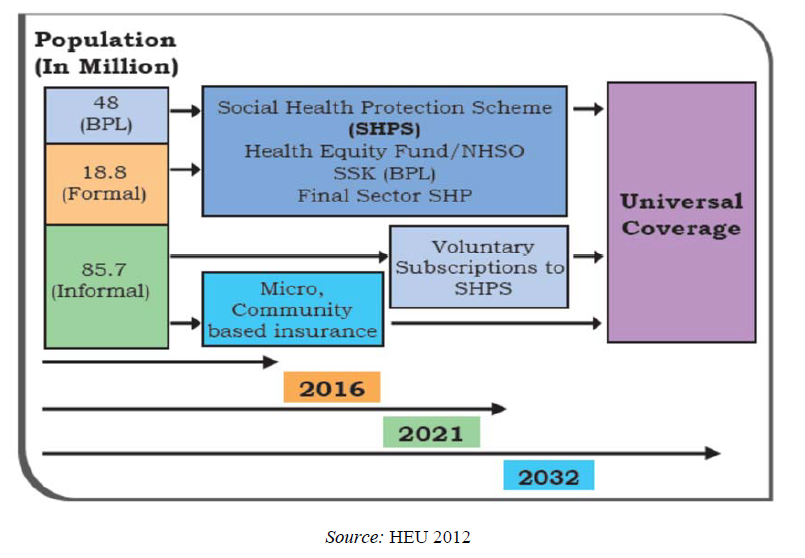 Population
(In Million)
48
(BPL)
18.8
(Formal)
85.7
(Informal)
Social Health Protection Scheme
(SHPS)
Health Equity Fund/NHSO
SSK (BPL)
Final Sector SHP
Voluntary
Subscriptions to
SHPS
Micro,
Community
based insurance
Universal
Coverage
2016
2021
2032
Source: HEU 2012